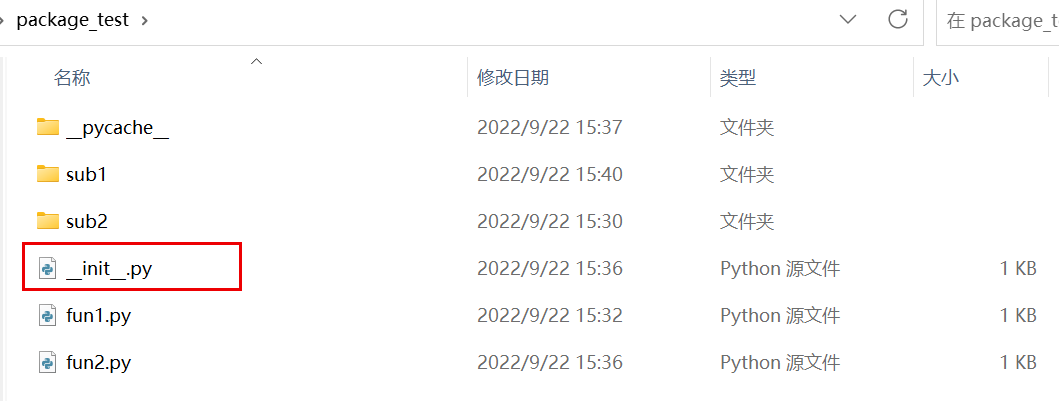 package_test
在 package_t
名称 修改日期 类型 大小
__pycache__ 2022/9/22 15:37 文件夹
sub1 2022/9/22 15:40 文件夹
sub2 2022/9/22 15:30 文件夹
__init__.py 2022/9/22 15:36 Python 源文件 1 KB
fun1.py 2022/9/22 15:32 Python 源文件 1 KB
fun2.py 2022/9/22 15:36 Python 源文件 1 KB